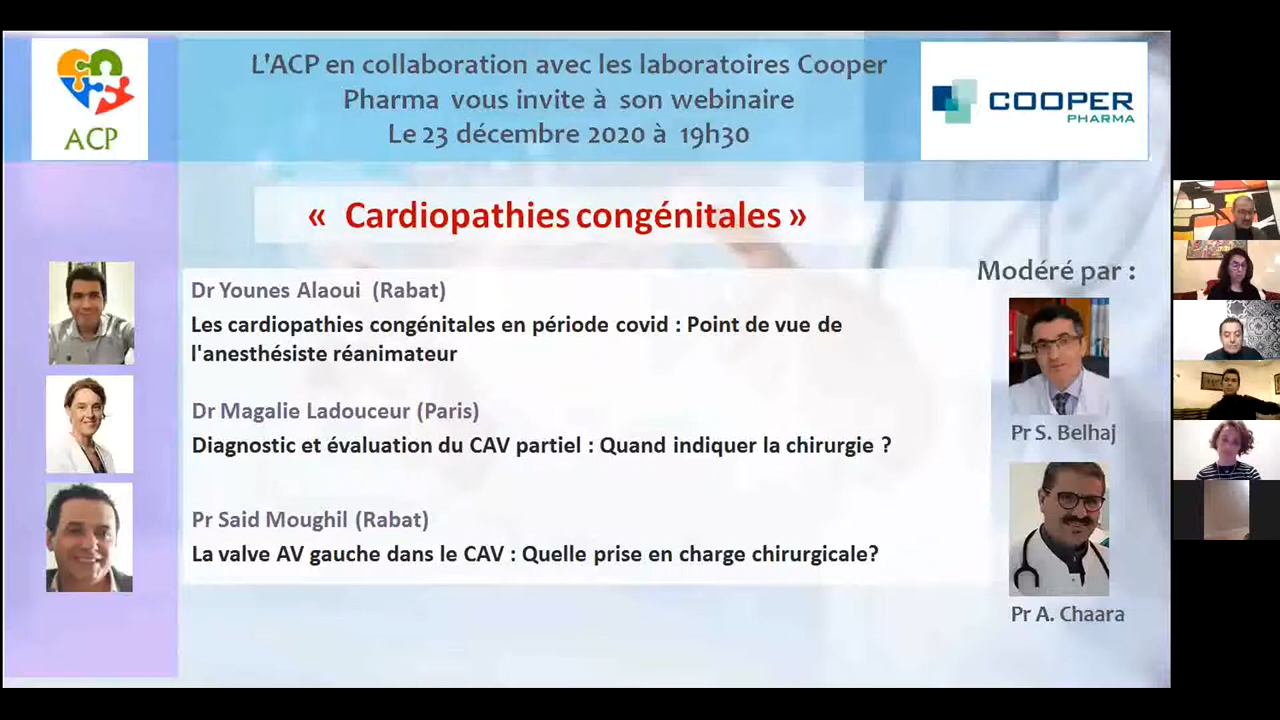 L'ACP en collaboration avec les laboratoires Cooper
Pharma vous invite à son webinaire
Le 23 décembre 2020 à 19h30
ACP
COOPER
PHARMA
« Cardiopathies congénitales »
Dr Younes Alaoui (Rabat)
Les cardiopathies congénitales en période covid : Point de vue de
l'anesthésiste réanimateur
Dr Magalie Ladouceur (Paris)
Diagnostic et évaluation du CAV partiel : Quand indiquer la chirurgie ?
Pr Said Moughil (Rabat)
La valve AV gauche dans le CAV : Quelle prise en charge chirurgicale?
Modéré par :
Pr S. Belhaj
Pr A. Chaara